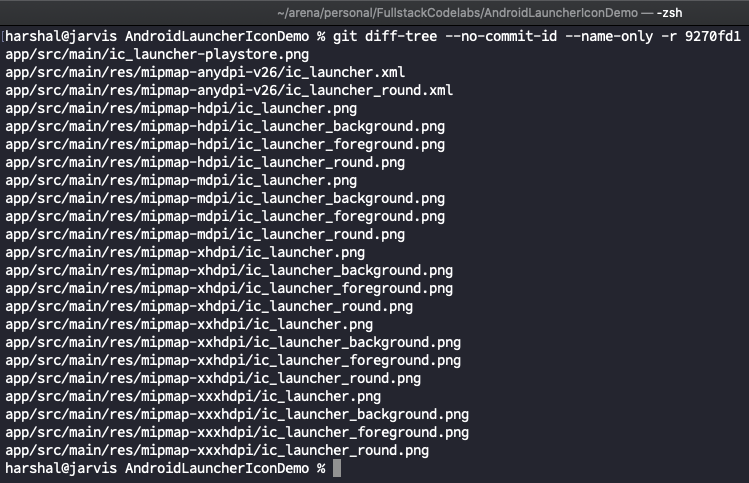 ~/arena/personal/FullstackCodelabs/AndroidLauncherIconDemo — -zsh
[harshal@jarvis AndroidLauncherIconDemo % git diff-tree --no-commit-id --name-only -r 9270fd1
app/src/main/ic_launcher-playstore.png
app/src/main/res/mipmap-anydpi-v26/ic_launcher.xml
app/src/main/res/mipmap-anydpi-v26/ic_launcher_round.xml
app/src/main/res/mipmap-hdpi/ic_launcher.png
app/src/main/res/mipmap-hdpi/ic_launcher_background.png
app/src/main/res/mipmap-hdpi/ic_launcher_foreground.png
app/src/main/res/mipmap-hdpi/ic_launcher_round.png
app/src/main/res/mipmap-mdpi/ic_launcher.png
app/src/main/res/mipmap-mdpi/ic_launcher_background.png
app/src/main/res/mipmap-mdpi/ic_launcher_foreground.png
app/src/main/res/mipmap-mdpi/ic_launcher_round.png
app/src/main/res/mipmap-xhdpi/ic_launcher.png
app/src/main/res/mipmap-xhdpi/ic_launcher_background.png
app/src/main/res/mipmap-xhdpi/ic_launcher_foreground.png
app/src/main/res/mipmap-xhdpi/ic_launcher_round.png
app/src/main/res/mipmap-xxhdpi/ic_launcher.png
app/src/main/res/mipmap-xxhdpi/ic_launcher_background.png
app/src/main/res/mipmap-xxhdpi/ic_launcher_foreground.png
app/src/main/res/mipmap-xxhdpi/ic_launcher_round.png
app/src/main/res/mipmap-xxxhdpi/ic_launcher.png
app/src/main/res/mipmap-xxxhdpi/ic_launcher_background.png
app/src/main/res/mipmap-xxxhdpi/ic_launcher_foreground.png
app/src/main/res/mipmap-xxxhdpi/ic_launcher_round.png
harshal@jarvis AndroidLauncherIconDemo %